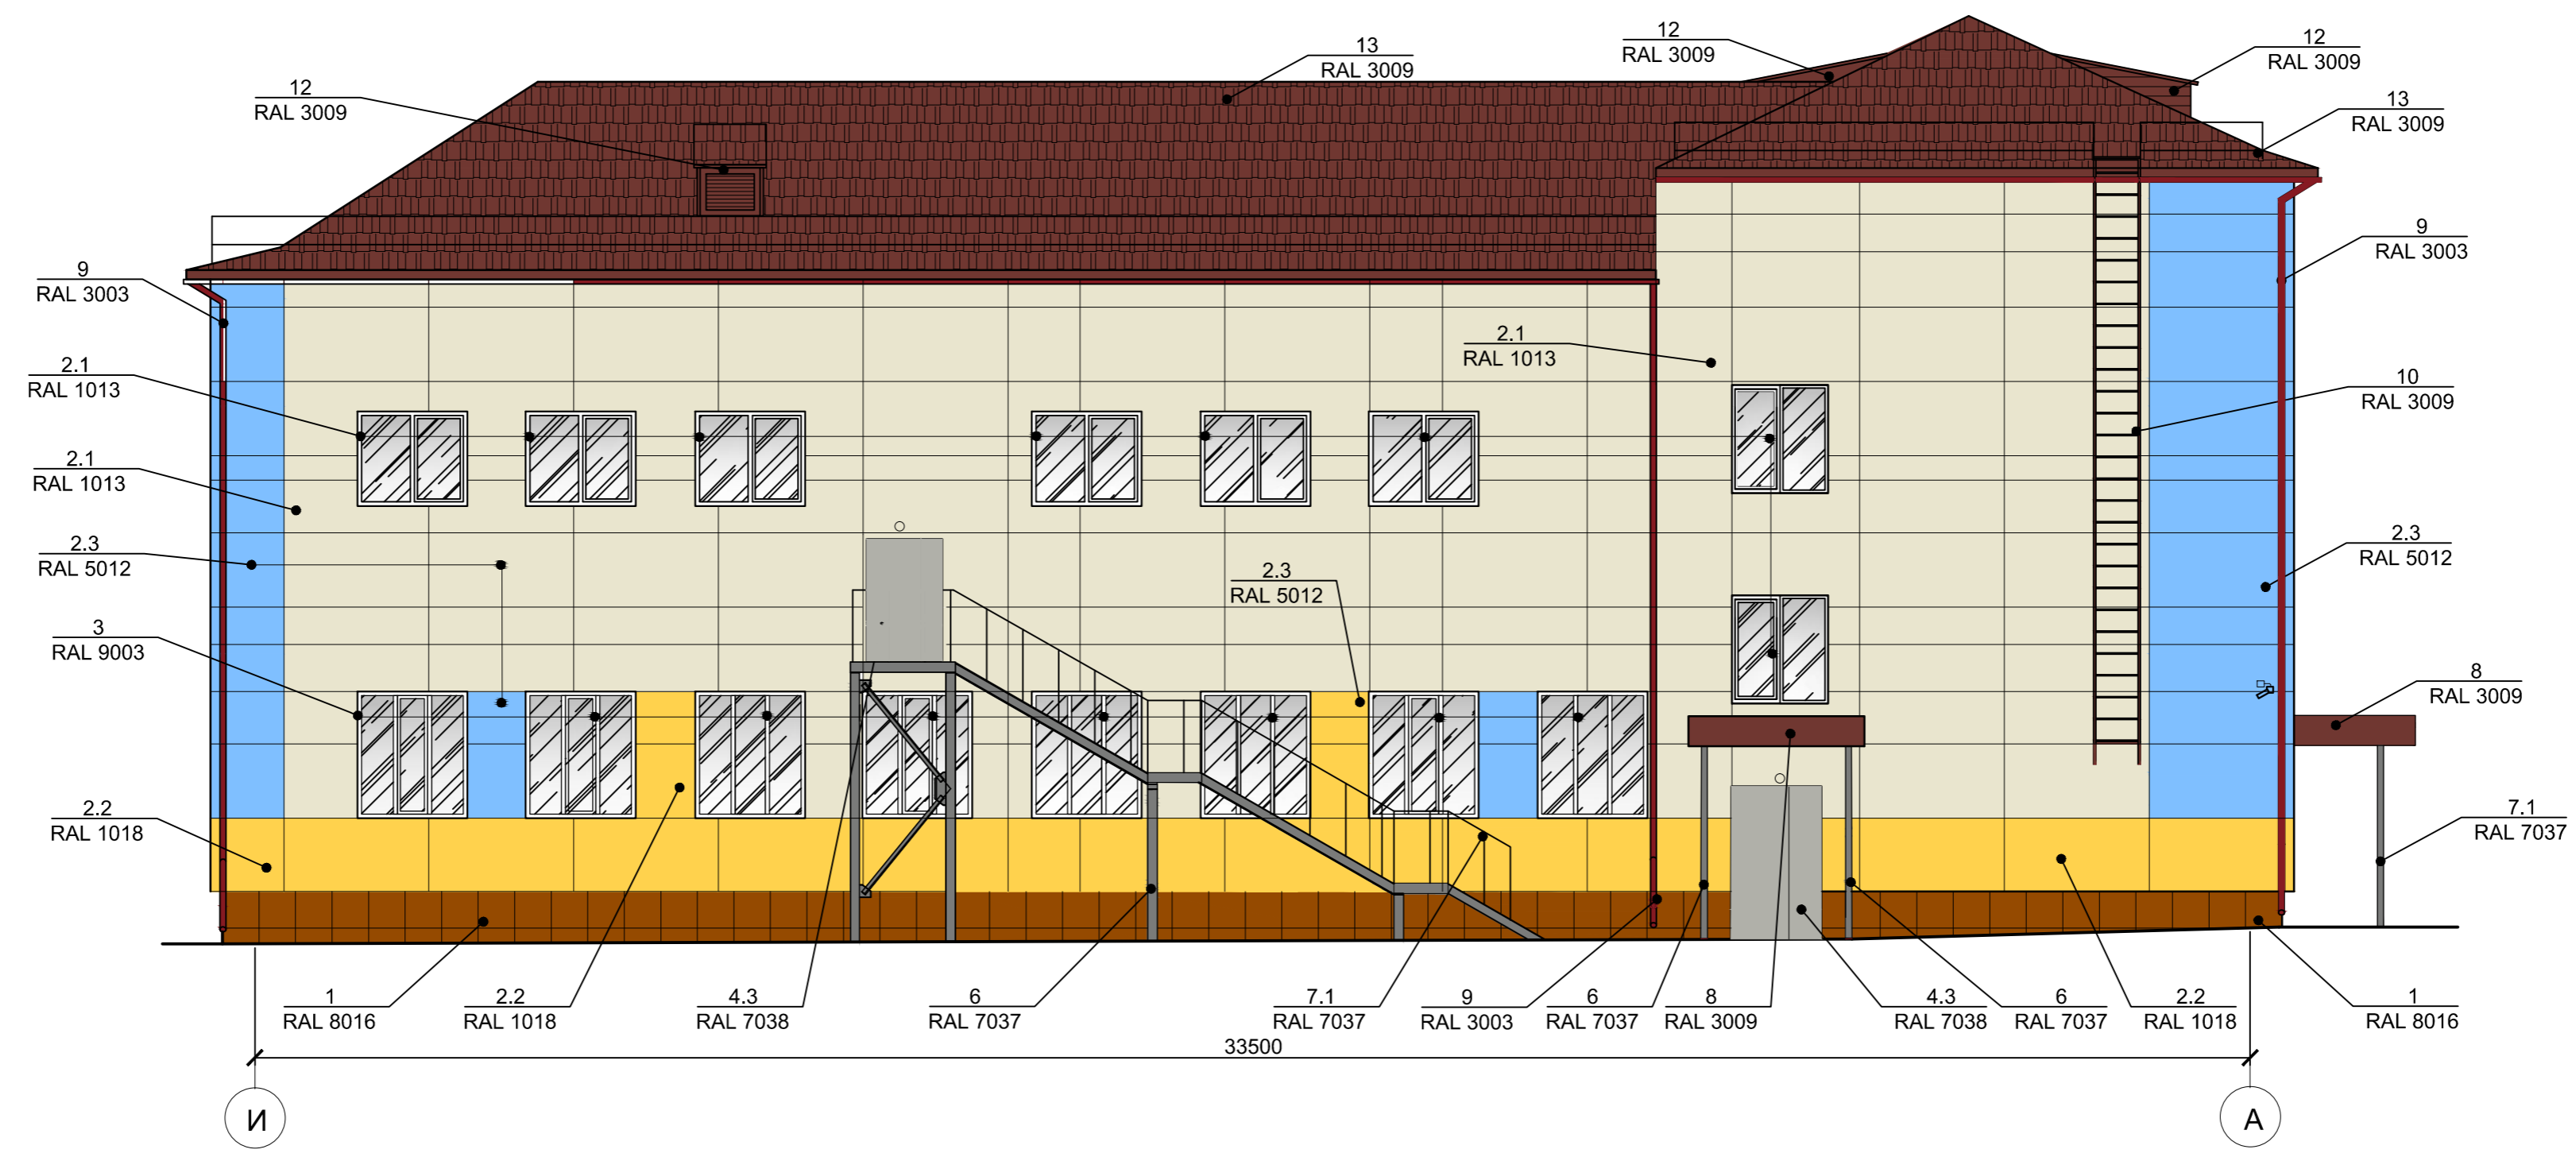 12
RAL 3009
13
RAL 3009
12
RAL 3009
12
RAL 3009
13
RAL 3009
9
RAL 3003
9
RAL 3003
2.1
RAL 1013
2.1
RAL 1013
10
RAL 3009
2.1
RAL 1013
2.3
RAL 5012
2.3
RAL 5012
2.3
RAL 5012
3
RAL 9003
8
RAL 3009
2.2
RAL 1018
7.1
RAL 7037
1
RAL 8016
2.2
RAL 1018
4.3
RAL 7038
6
RAL 7037
7.1
RAL 7037
9
RAL 3003
6
RAL 7037
8
RAL 3009
4.3
RAL 7038
6
RAL 7037
2.2
RAL 1018
1
RAL 8016
33500
И
А